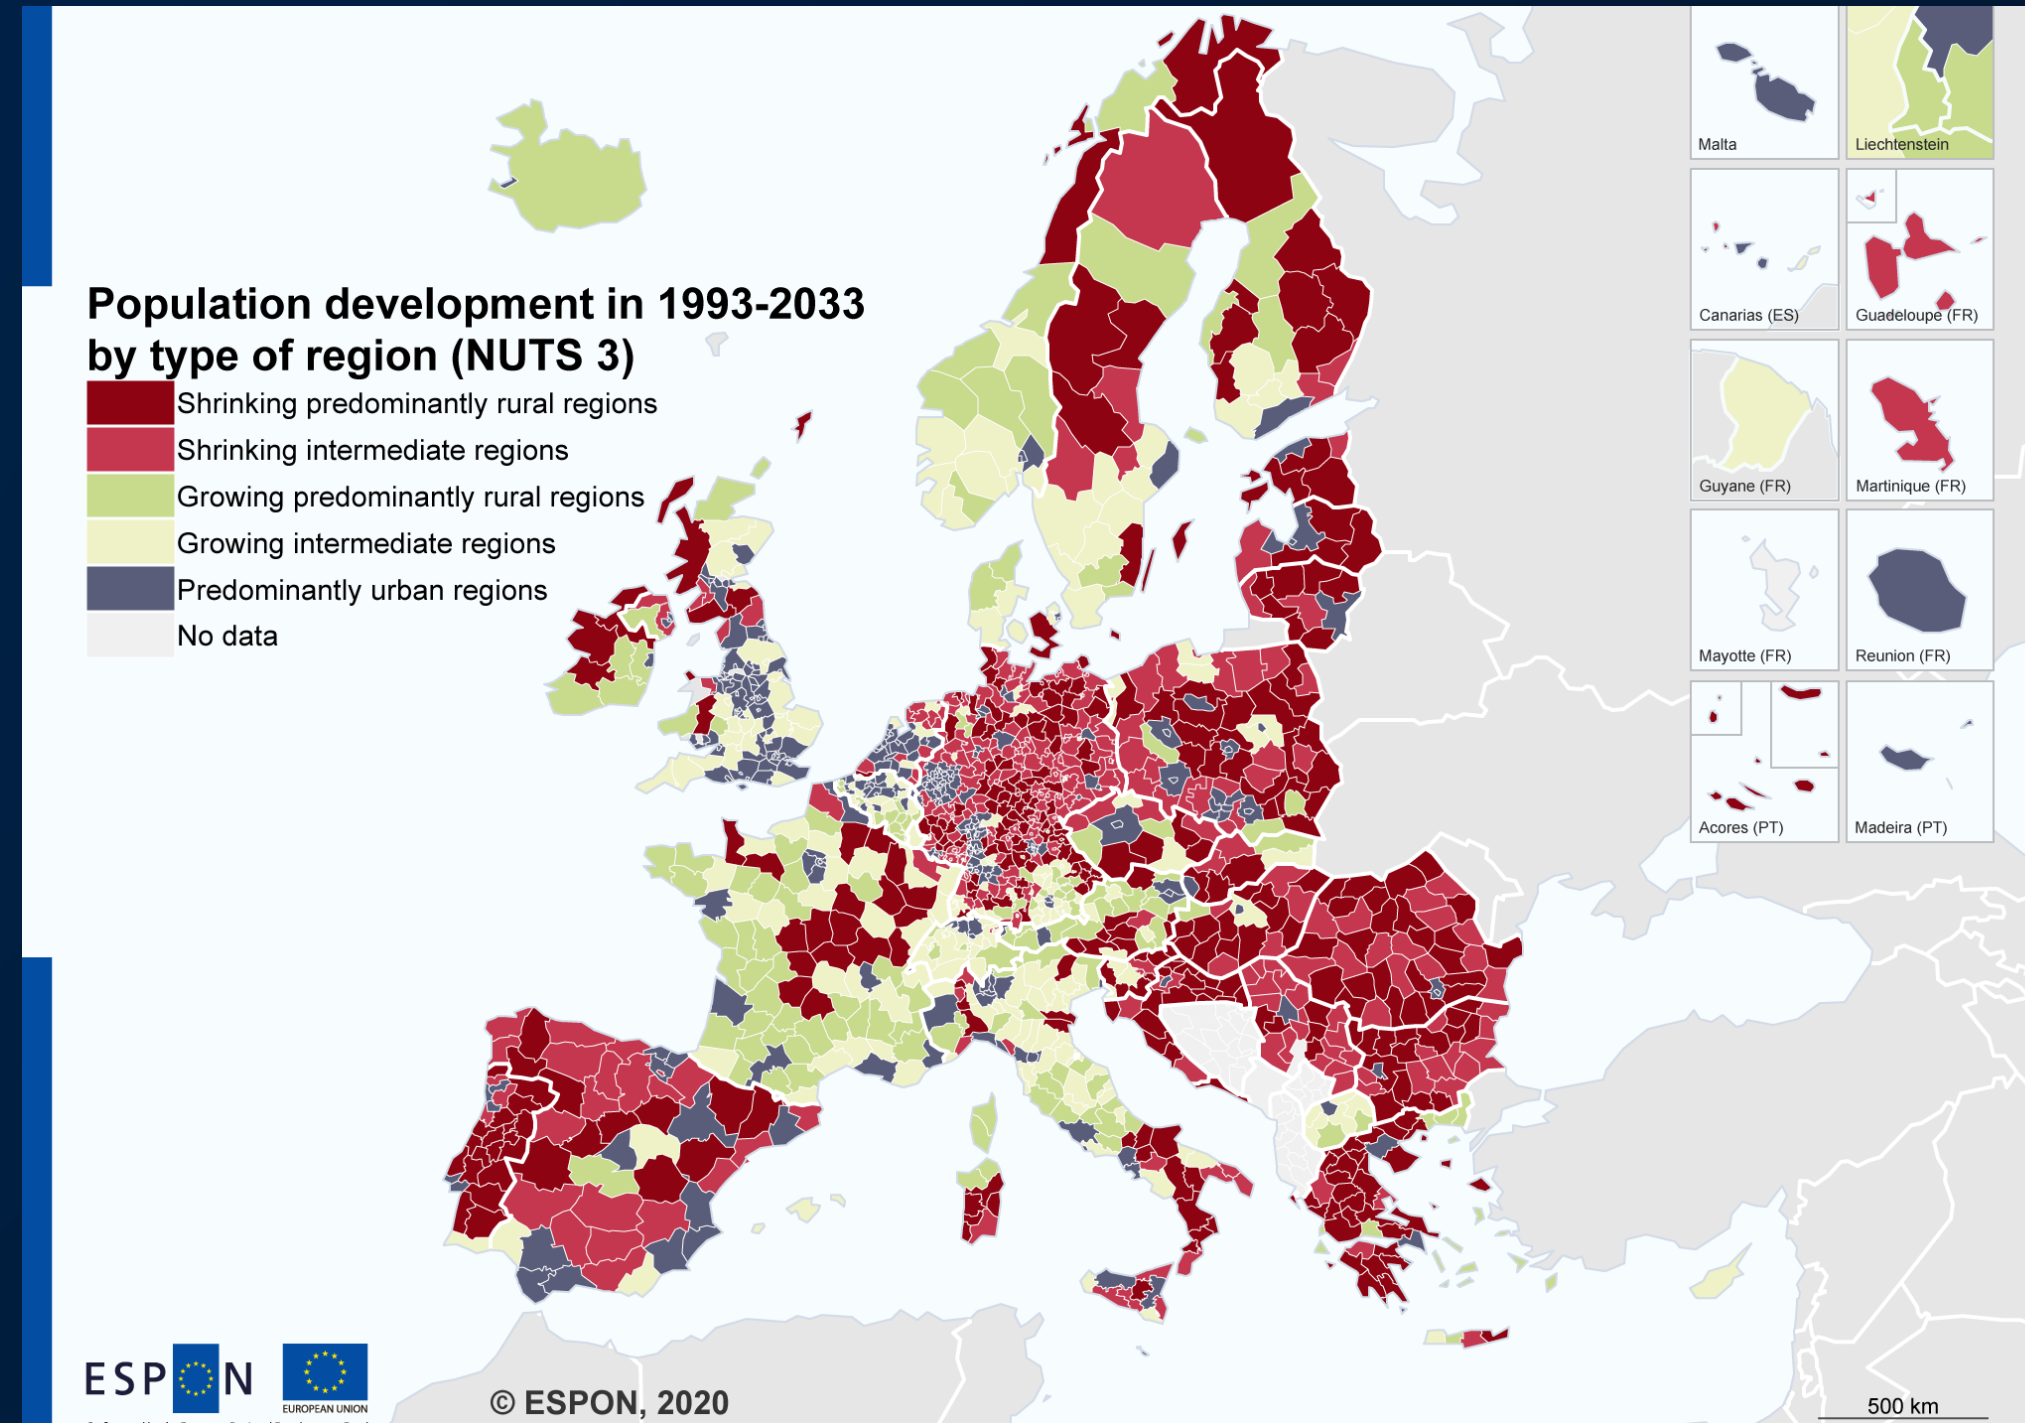 Population development in 1993-2033
by type of region (NUTS 3)
Shrinking predominantly rural regions
Shrinking intermediate regions
Growing predominantly rural regions
Growing intermediate regions
Predominantly urban regions
No data
Malta
Liechtenstein
Canarias (ES)
Guadeloupe (FR)
Guyane (FR)
Martinique (FR)
Mayotte (FR)
Reunion (FR)
Acores (PT)
Madeira (PT)
ESPON
EUROPEAN UNION
© ESPON, 2020
500 km